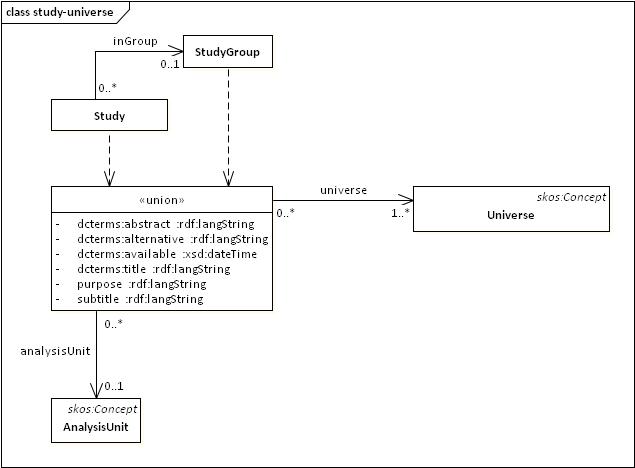 class study-universe
inGroup
StudyGroup
0..1
0..*
Study
«union»
- dcterms:abstract :rdf:langString
- dcterms:alternative :rdf:langString
- dcterms:available :xsd:dateTime
- dcterms:title :rdf:langString
- purpose :rdf:langString
- subtitle :rdf:langString
universe
0..*
1..*
skos:Concept
Universe
0..*
analysisUnit
0..1
skos:Concept
AnalysisUnit